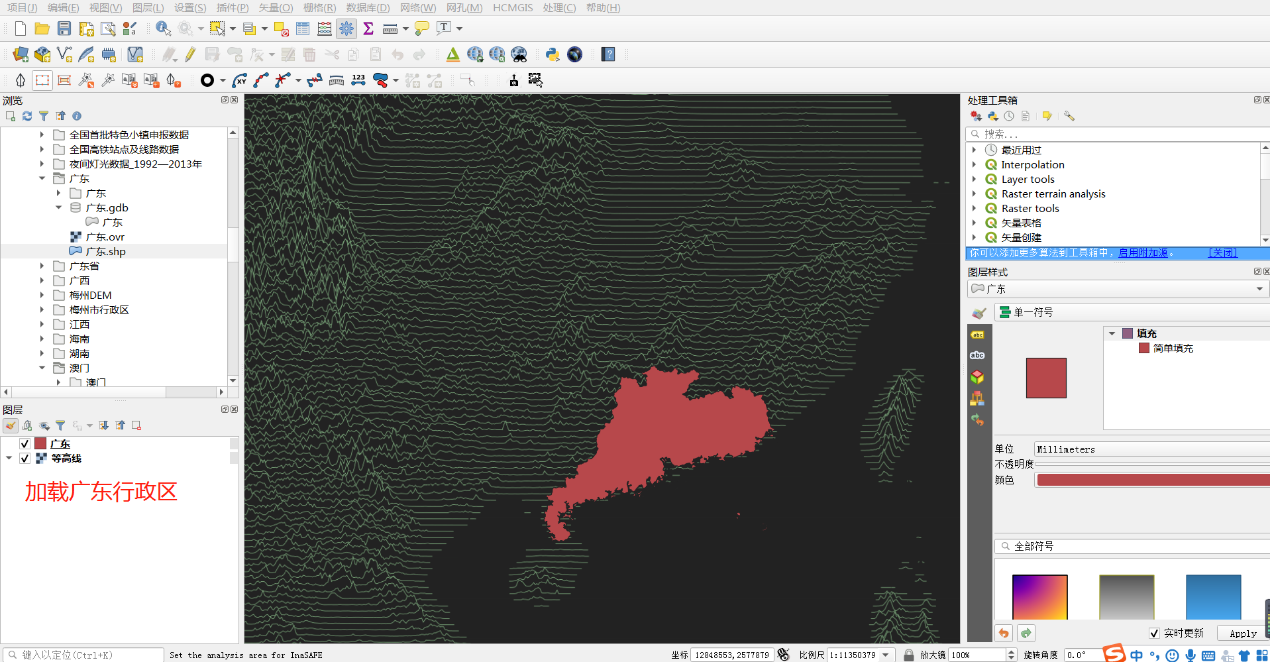 项目(J) 编辑(E) 视图(V) 图层(L) 设置(S) 插件(P) 矢量(O) 栅格(R) 数据库(D) 网络(W) 网孔(M) HCMGIS 处理(C) 帮助(H)
浏览
全国首批特色小镇申报数据
全国高铁站点及线路数据
夜间灯光数据_1992—2013年
广东
广东
广东.gdb
广东
广东.ovr
广东.shp
广东省
广西
梅州DEM
梅州市行政区
江西
海南
湖南
澳门
澳门
图层
广东
等高线
加载广东行政区
处理工具箱
搜索...
最近用过
Interpolation
Layer tools
Raster terrain analysis
Raster tools
矢量表格
矢量创建
你可以添加更多算法到工具箱中，启用附加源。 [关闭]
图层样式
广东
单一符号
填充
简单填充
单位 Millimeters
不透明度
颜色
全部符号
实时更新 Apply
键入以定位(Ctrl+K) Set the analysis area for InaSAFE 坐标 12848553,2577879 比例尺 1:11350379 放大镜 100% 旋转角度 0.0°
中